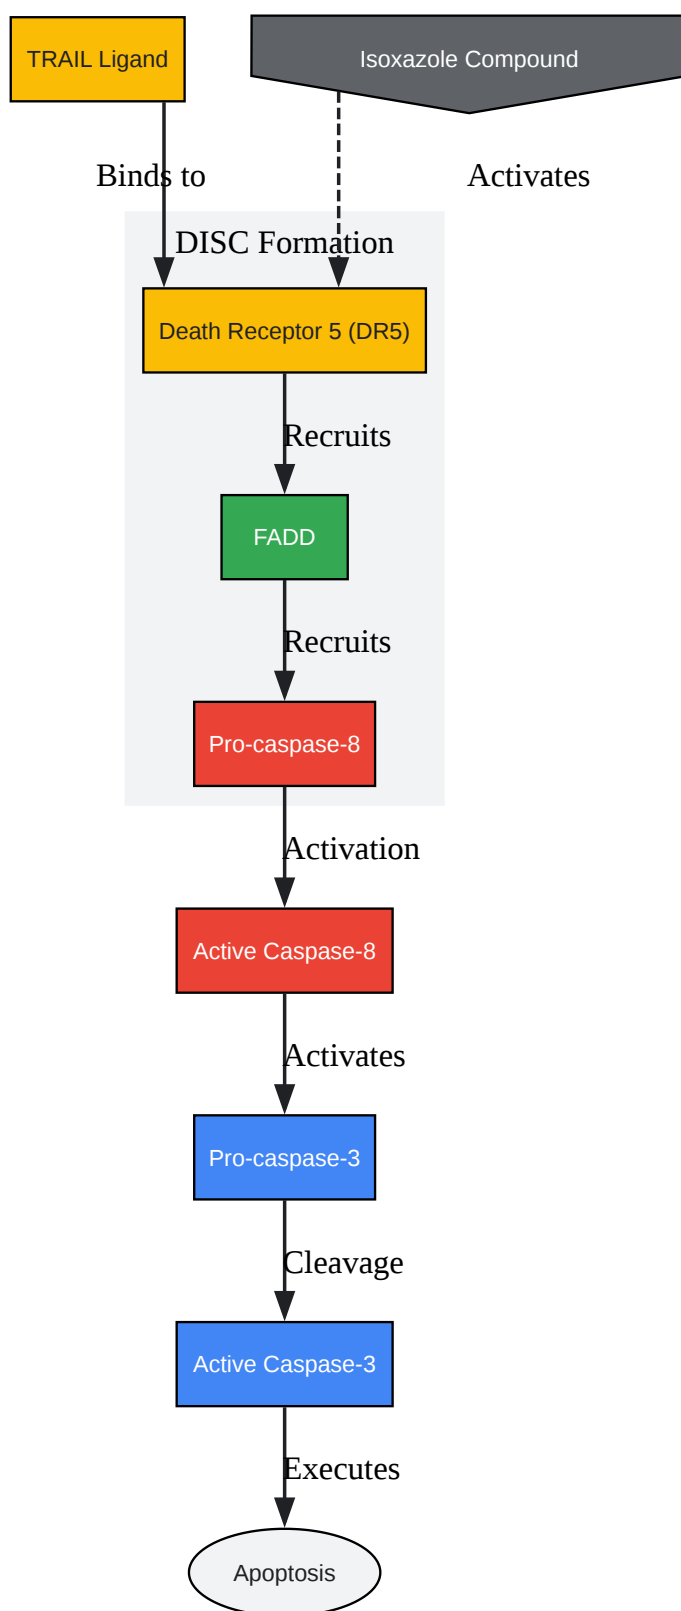 TRAIL Ligand
Isoxazole Compound
Binds to
Activates
DISC Formation
Death Receptor 5 (DR5)
Recruits
FADD
Recruits
Pro-caspase-8
Activation
Active Caspase-8
Activates
Pro-caspase-3
Cleavage
Active Caspase-3
Executes
Apoptosis